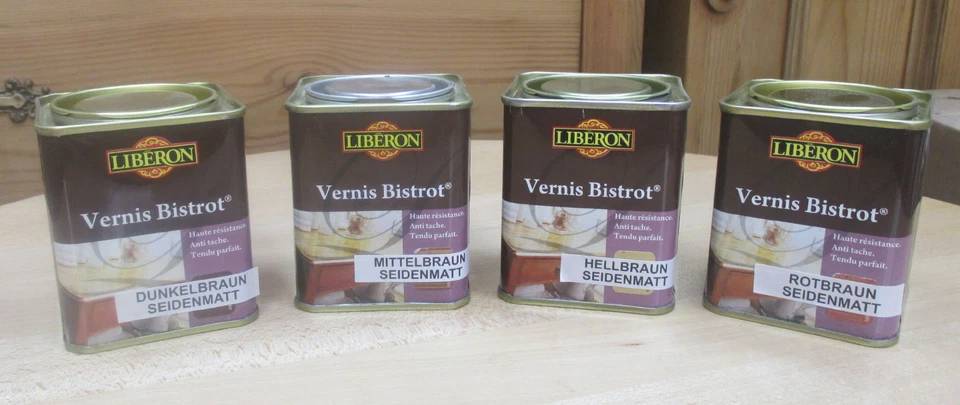 LIBERON
Vernis Bistrot®
Haute résistance.
Anti tache.
Tendu parfait.
DUNKELBRAUN
SEIDENMATT
LIBERON
Vernis Bistrot®
Haute résistance.
Anti tache.
Tendu parfait.
MITTELBRAUN
SEIDENMATT
LIBERON
Vernis Bistrot®
Haute résistance.
Anti tache.
Tendu parfait.
HELLBRAUN
SEIDENMATT
LIBERON
Vernis Bistrot®
Haute résistance.
Anti tache.
Tendu parfait.
ROTBRAUN
SEIDENMATT